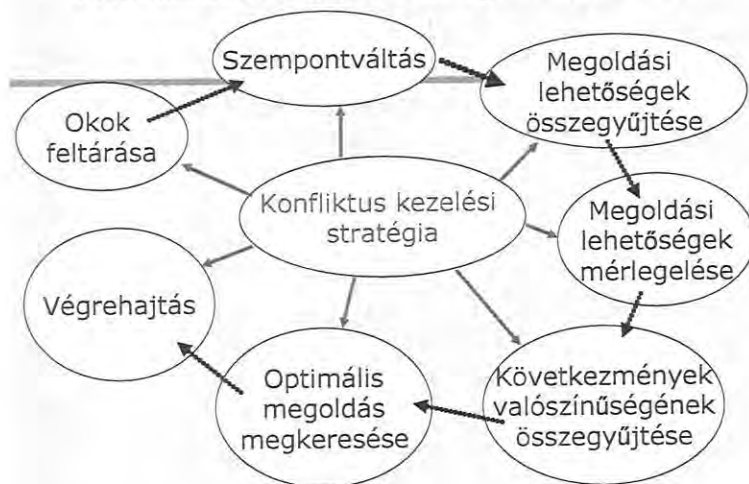 Szempontváltás
Megoldási
lehetőségek
összegyűjtése
Okok
feltárása
Konfliktus kezelési
stratégia
Megoldási
lehetőségek
mérlegelése
Végrehajtás
Optimális
megoldás
megkeresése
Következmények
valószínűségének
összegyűjtése